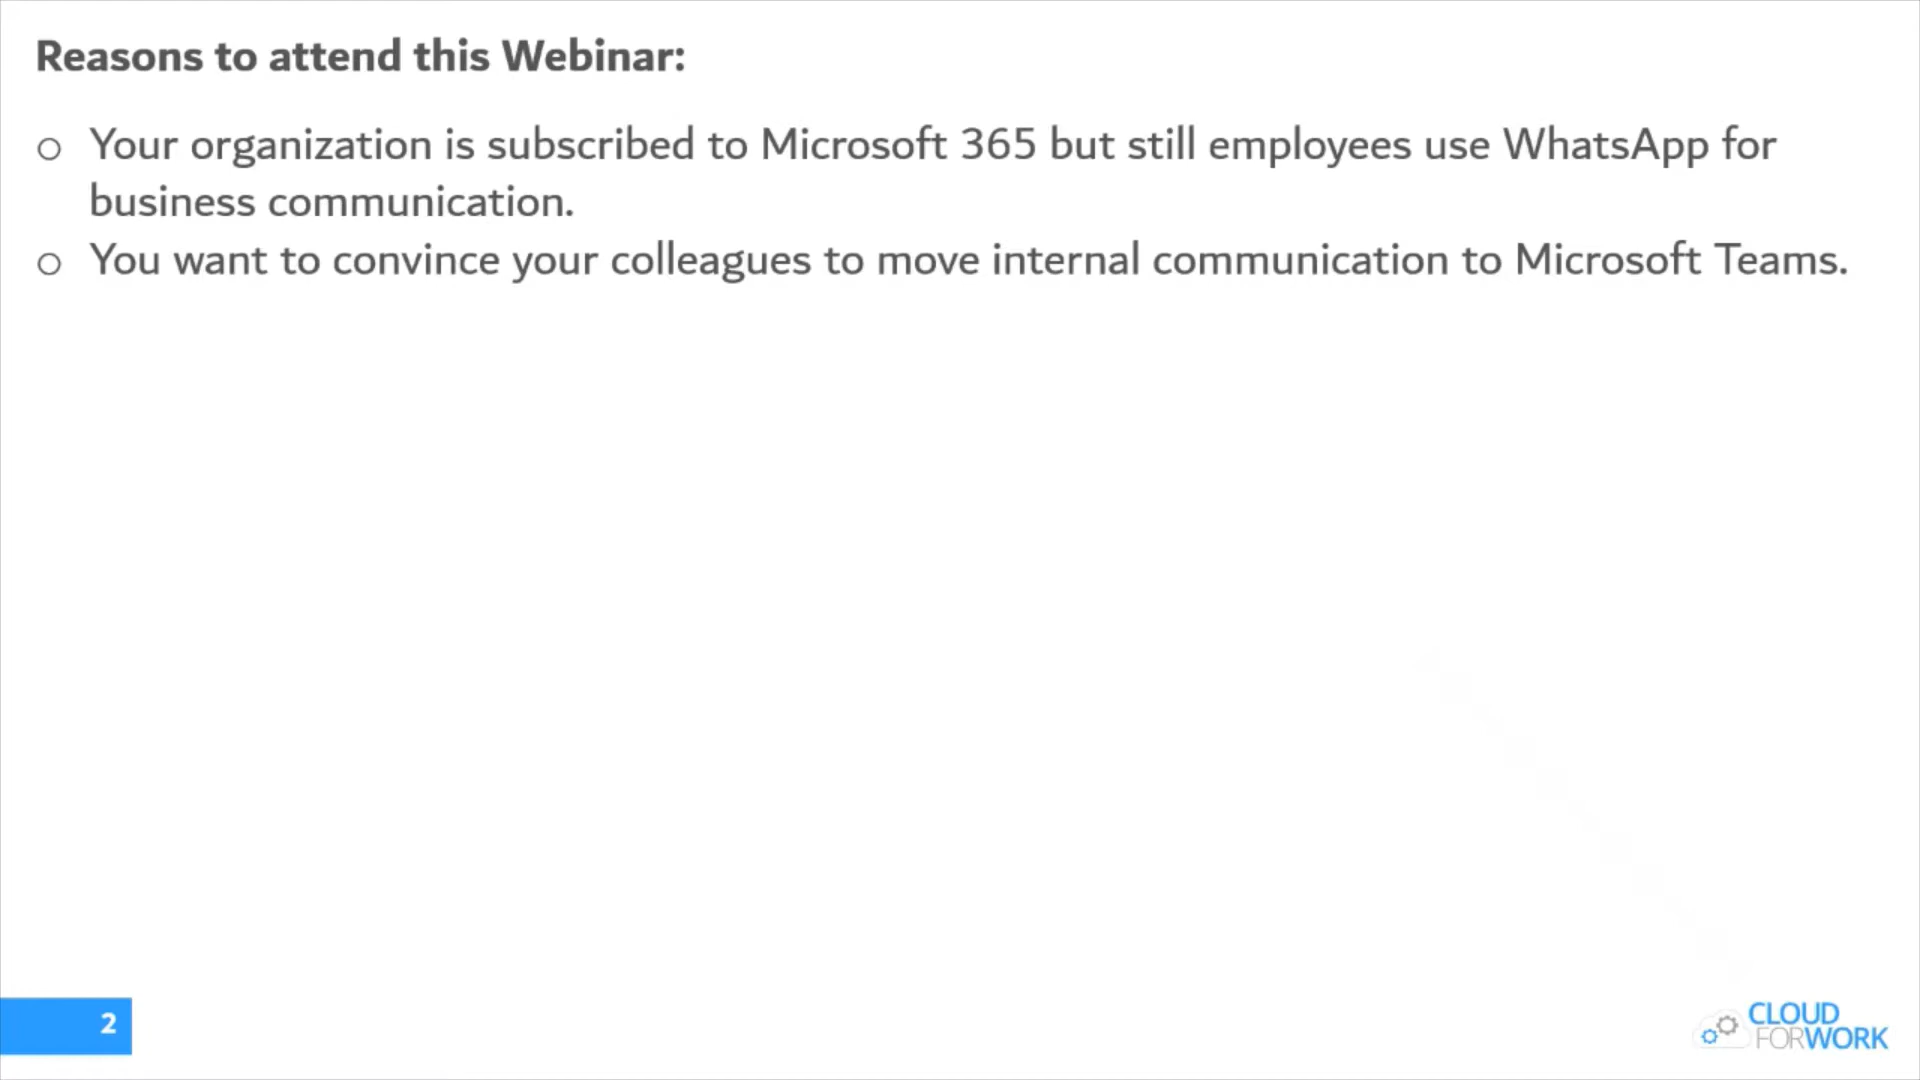 Reasons to attend this Webinar:
○ Your organization is subscribed to Microsoft 365 but still employees use WhatsApp for
business communication.
○ You want to convince your colleagues to move internal communication to Microsoft Teams.
2
CLOUD
FORWORK